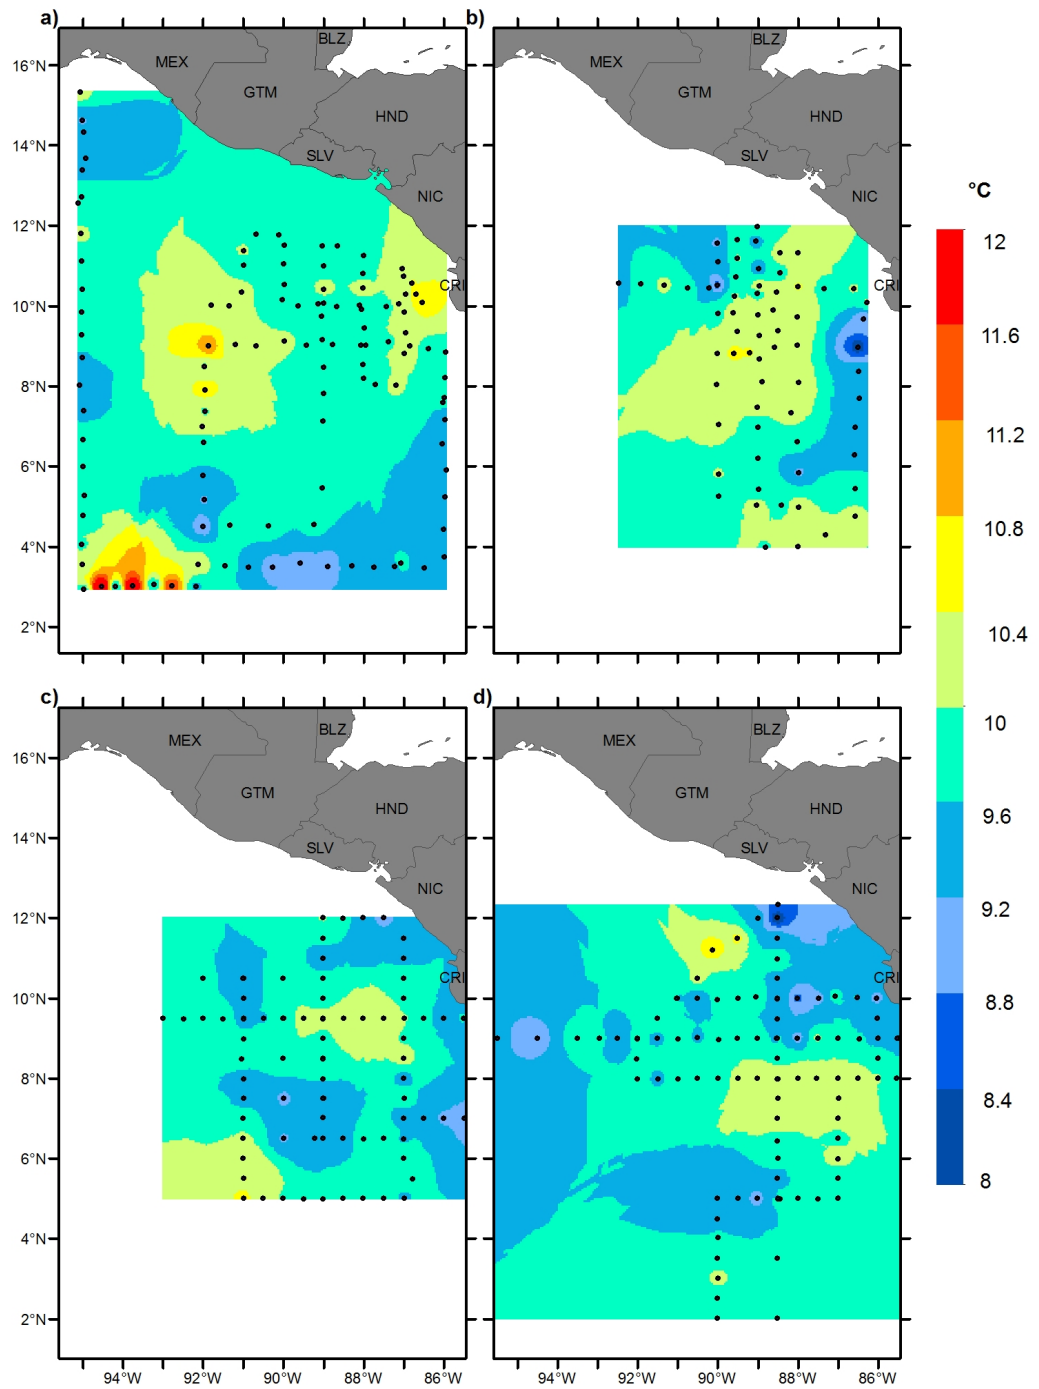 a)
b)
BLZ
BLZ
16°N
MEX
MEX
GTM
GTM
HND
HND
14°N
SLV
SLV
NIC
NIC
°C
12°N
12
CRI
CRI
10°N
11.6
8°N
11.2
6°N
10.8
4°N
10.4
2°N
c)
d)
BLZ
BLZ
10
MEX
MEX
16°N
GTM
GTM
HND
HND
9.6
14°N
SLV
SLV
NIC
NIC
12°N
9.2
CRI
CRI
10°N
8.8
8°N
8.4
6°N
8
4°N
2°N
94°W 92°W 90°W 88°W 86°W
94°W 92°W 90°W 88°W 86°W